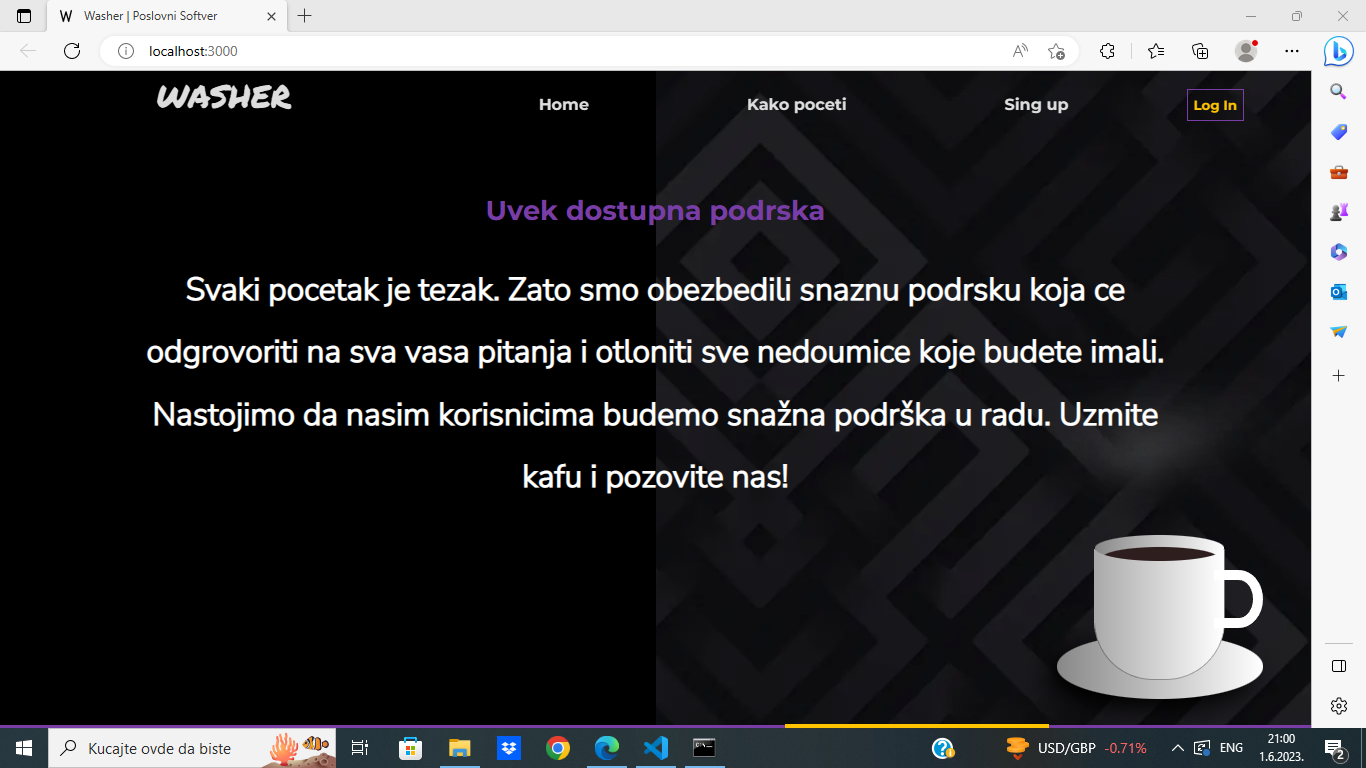 Washer | Poslovni Softver
localhost:3000
WASHER
Home
Kako poceti
Sing up
Log In
Uvek dostupna podrska
Svaki pocetak je tezak. Zato smo obezbedili snaznu podrsku koja ce
odgrovoriti na sva vasa pitanja i otloniti sve nedoumice koje budete imali.
Nastojimo da nasim korisnicima budemo snažna podrška u radu. Uzmite
kafu i pozovite nas!
Kucajte ovde da biste
USD/GBP -0.71%
ENG
21:00
1.6.2023.
2